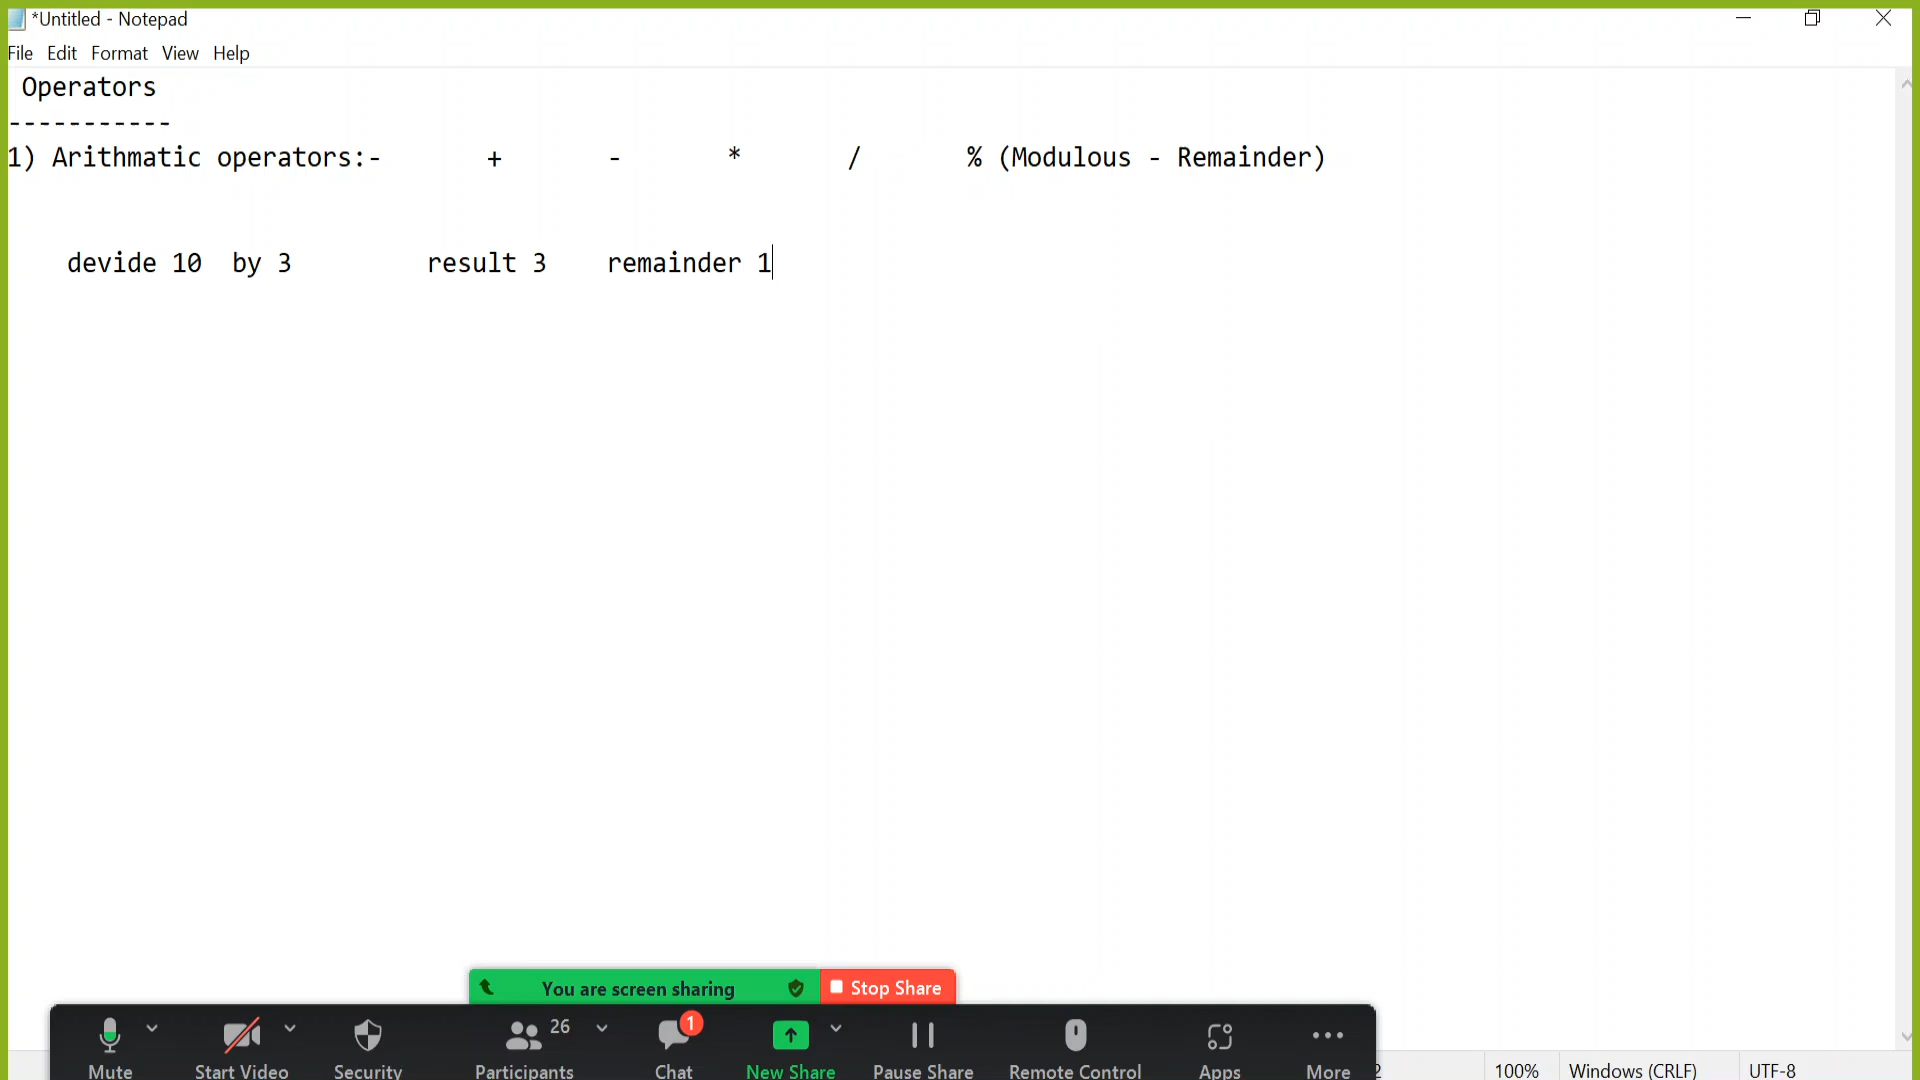 *Untitled - Notepad
File Edit Format View Help
Operators
-----------
1) Arithmatic operators:- + - * / % (Modulous - Remainder)
devide 10 by 3 result 3 remainder 1
You are screen sharing Stop Share
26 1
Mute Start Video Security Participants Chat New Share Pause Share Remote Control Apps More 2 100% Windows (CRLF) UTF-8